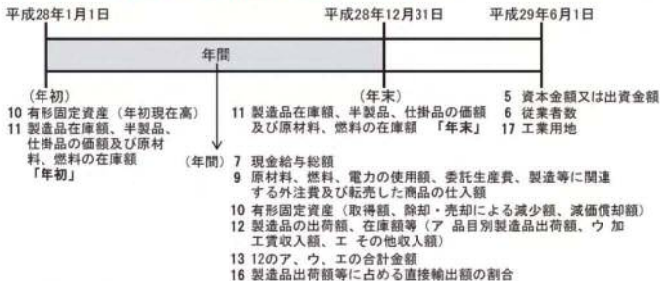 平成28年1月1日
平成28年12月31日
平成29年6月1日
年間
(年初)
10 有形固定資産(年初現在高)
11 製造品在庫額、半製品、
仕掛品の価額及び原材
料、燃料の在庫額
「年初」
(年末)
11 製造品在庫額、半製品、仕掛品の価額
及び原材料、燃料の在庫額 「年末」
5 資本金額又は出資金額
6 従業者数
17 工業用地
(年間) 7 現金給与総額
9 原材料、燃料、電力の使用額、委託生産費、製造等に関連
する外注費及び転売した商品の仕入額
10 有形固定資産(取得額、除却・売却による減少額、減価償却額)
12 製造品の出荷額、在庫額等(ア 品目別製造品出荷額、ウ 加
工賃収入額、エ その他収入額)
13 12のア、ウ、エの合計金額
16 製造品出荷額等に占める直接輸出額の割合